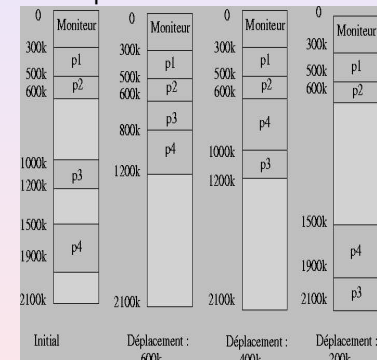 0
Moniteur
300k
p1
500k
p2
600k
1000k
p3
1200k
1500k
p4
1900k
2100k
Initial
0
Moniteur
300k
p1
500k
p2
600k
p3
800k
p4
1200k
2100k
Déplacement :
600k
0
Moniteur
300k
p1
500k
p2
600k
p4
1000k
p3
1200k
2100k
Déplacement :
400k
0
Moniteur
300k
p1
500k
p2
600k
1500k
p4
1900k
p3
2100k
Déplacement :
200k